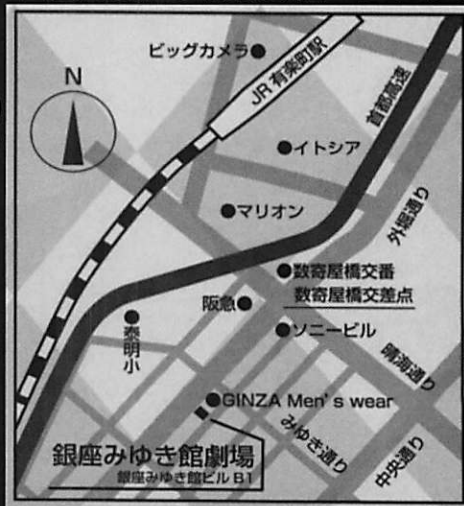 ビッグカメラ
JR 有楽町駅
首都高速
N
イトシア
マリオン
外堀通り
数寄屋橋交番
数寄屋橋交差点
阪急
泰明小
ソニービル
晴海通り
GINZA Men's wear
みゆき通り
中央通り
銀座みゆき館劇場
銀座みゆき館ビル B1